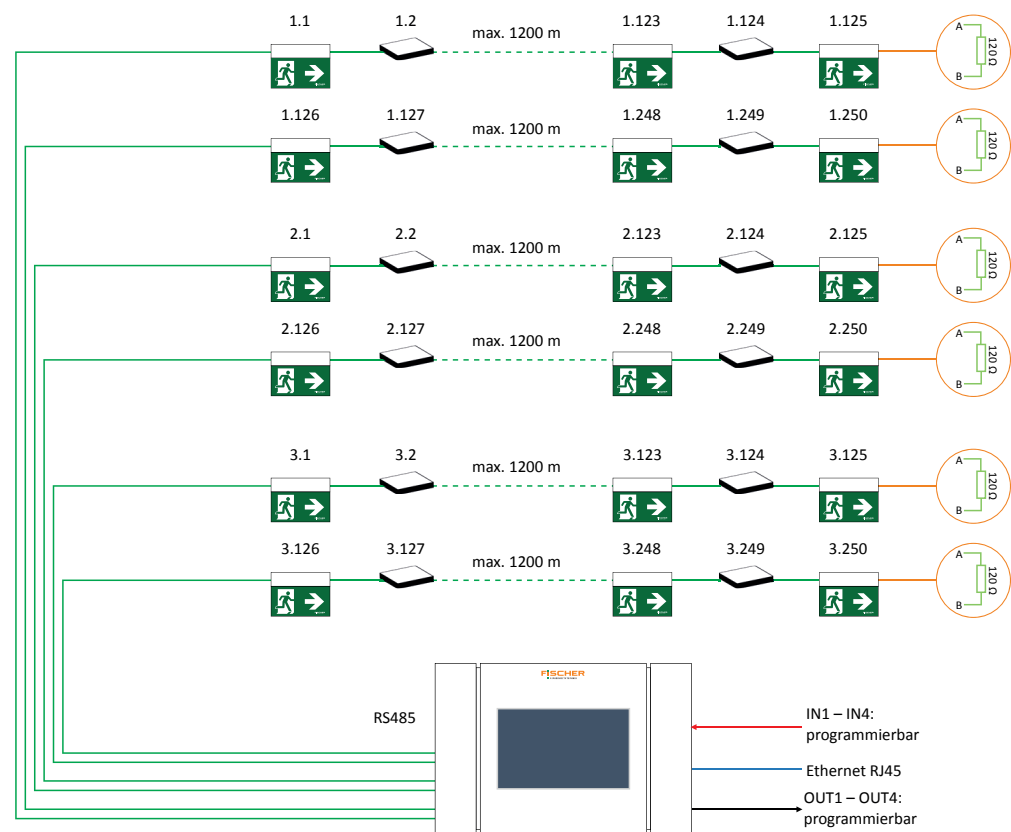 1.1 1.2 1.123 1.124 1.125
max. 1200 m
A
120 Ω
B
1.126 1.127 1.248 1.249 1.250
max. 1200 m
A
120 Ω
B
2.1 2.2 2.123 2.124 2.125
max. 1200 m
A
120 Ω
B
2.126 2.127 2.248 2.249 2.250
max. 1200 m
A
120 Ω
B
3.1 3.2 3.123 3.124 3.125
max. 1200 m
A
120 Ω
B
3.126 3.127 3.248 3.249 3.250
max. 1200 m
A
120 Ω
B
FISCHER
RS485
IN1 – IN4:
programmierbar
Ethernet RJ45
OUT1 – OUT4:
programmierbar